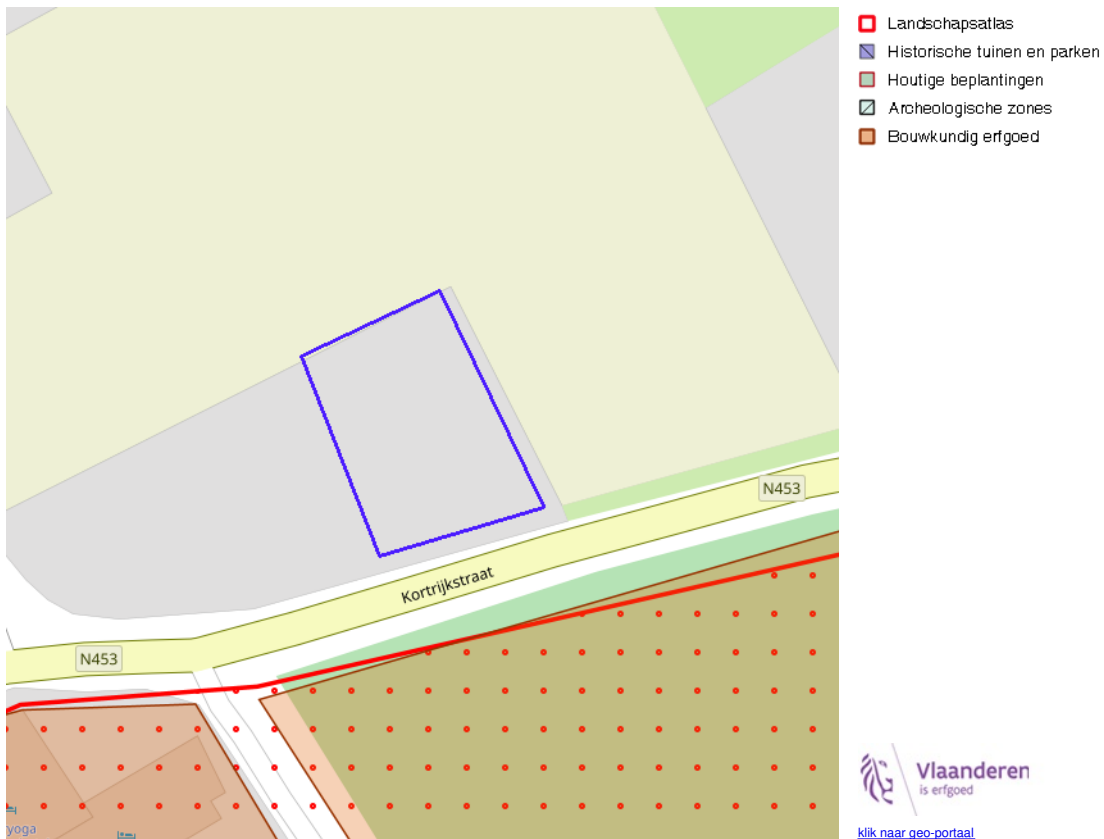 Landschapsatlas
Historische tuinen en parken
Houtige beplantingen
Archeologische zones
Bouwkundig erfgoed
N453
Kortrijkstraat
N453
yoga
Vlaanderen
is erfgoed
klik naar geo-portaal